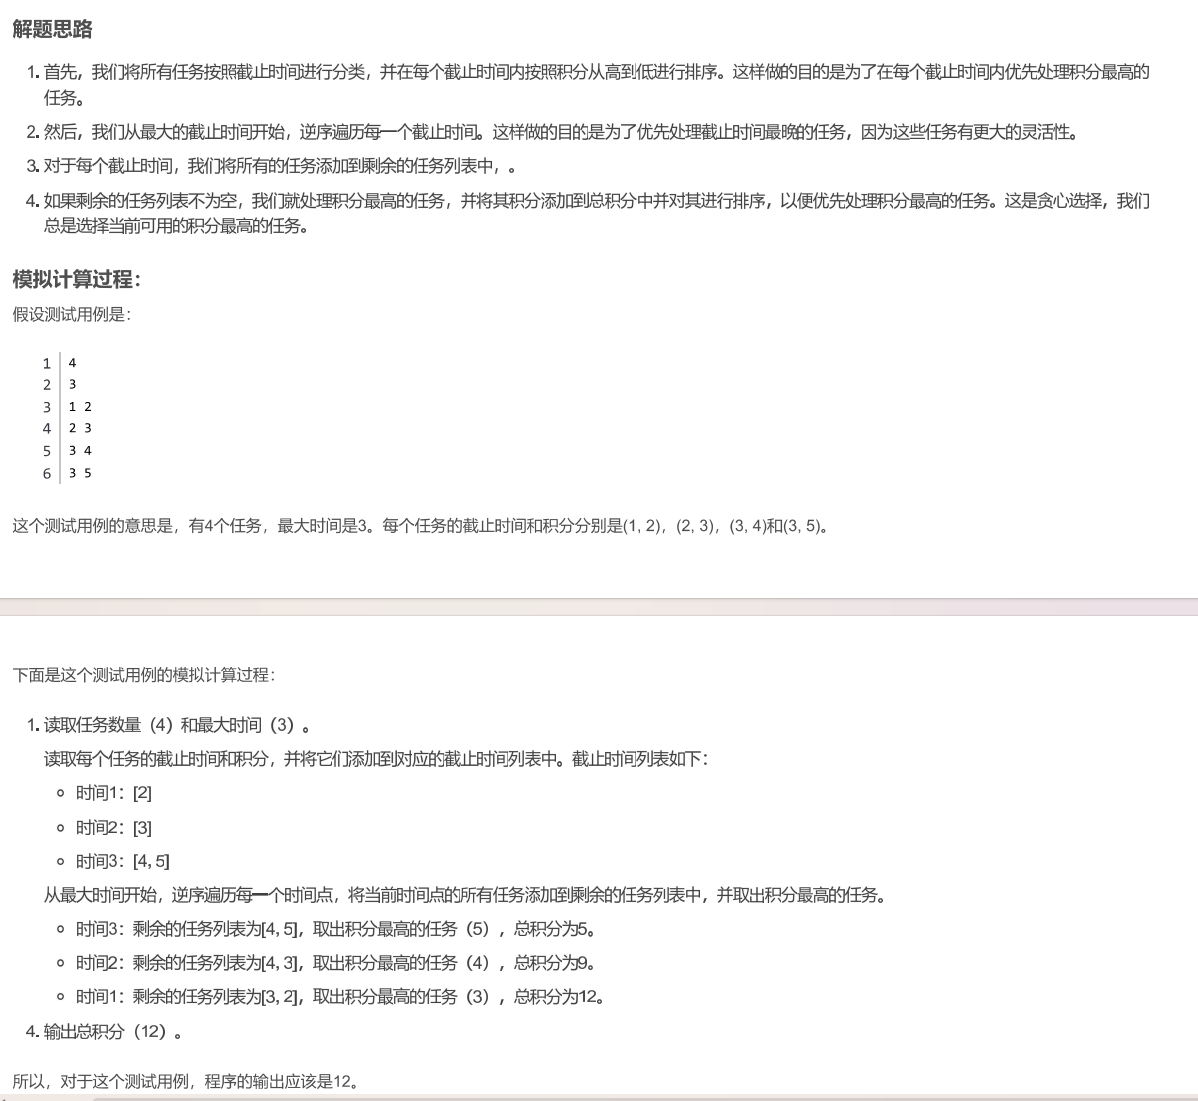 解题思路
1. 首先，我们将所有任务按照截止时间进行分类，并在每个截止时间内按照积分从高到低进行排序。这样做的目的是为了在每个截止时间内优先处理积分最高的
任务。
2. 然后，我们从最大的截止时间开始，逆序遍历每一个截止时间。这样做的目的是为了优先处理截止时间最晚的任务，因为这些任务有更大的灵活性。
3. 对于每个截止时间，我们将所有的任务添加到剩余的任务列表中，。
4. 如果剩余的任务列表不为空，我们就处理积分最高的任务，并将其积分添加到总积分中并对其进行排序，以便优先处理积分最高的任务。这是贪心选择，我们
总是选择当前可用的积分最高的任务。
模拟计算过程：
假设测试用例是：
1 4
2 3
3 1 2
4 2 3
5 3 4
6 3 5
这个测试用例的意思是，有4个任务，最大时间是3。每个任务的截止时间和积分分别是(1, 2)，(2, 3)，(3, 4)和(3, 5)。
下面是这个测试用例的模拟计算过程：
1. 读取任务数量（4）和最大时间（3）。
读取每个任务的截止时间和积分，并将它们添加到对应的截止时间列表中。截止时间列表如下：
时间1：[2]
时间2：[3]
时间3：[4, 5]
从最大时间开始，逆序遍历每一个时间点，将当前时间点的所有任务添加到剩余的任务列表中，并取出积分最高的任务。
时间3：剩余的任务列表为[4, 5]，取出积分最高的任务（5），总积分为5。
时间2：剩余的任务列表为[4, 3]，取出积分最高的任务（4），总积分为9。
时间1：剩余的任务列表为[3, 2]，取出积分最高的任务（3），总积分为12。
4. 输出总积分（12）。
所以，对于这个测试用例，程序的输出应该是12。